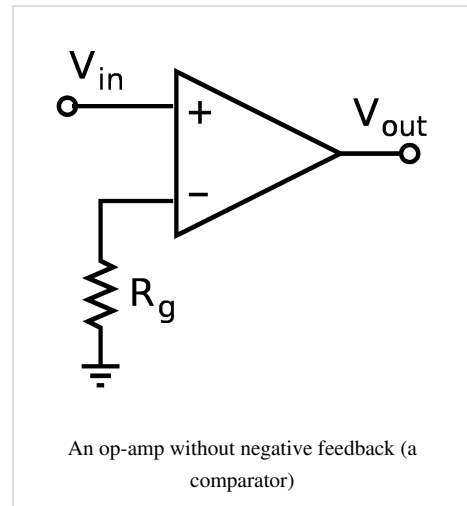 Vin
+
Vout
−
Rg
An op-amp without negative feedback (a
comparator)